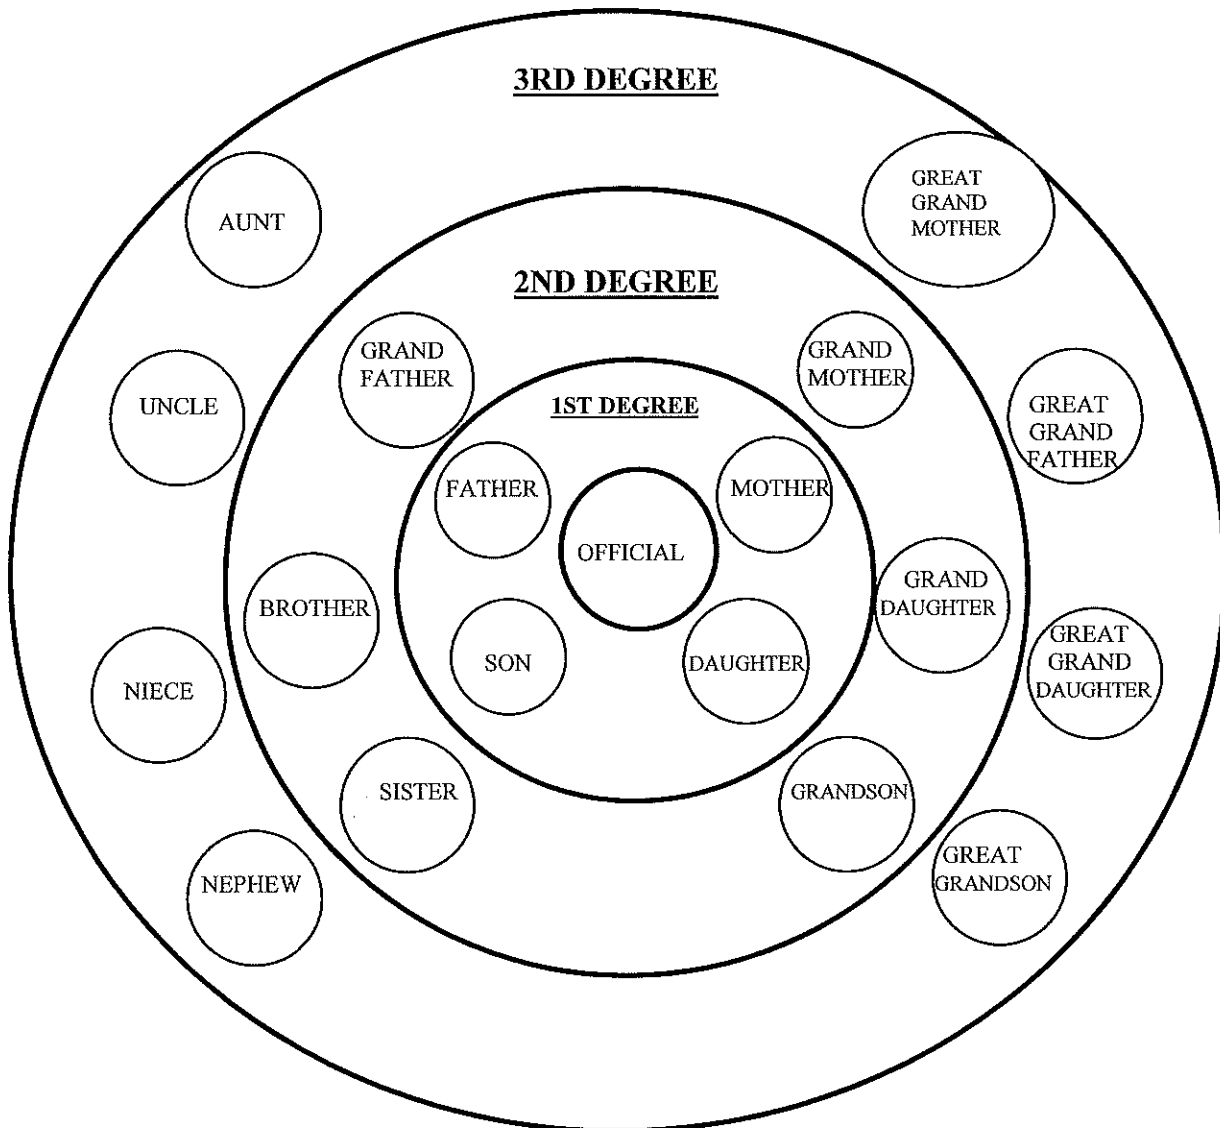 3RD DEGREE
AUNT
GREAT
GRAND
MOTHER
2ND DEGREE
GRAND
FATHER
GRAND
MOTHER
UNCLE
1ST DEGREE
GREAT
GRAND
FATHER
FATHER
MOTHER
OFFICIAL
BROTHER
GRAND
DAUGHTER
SON
DAUGHTER
GREAT
GRAND
DAUGHTER
NIECE
SISTER
GRANDSON
NEPHEW
GREAT
GRANDSON